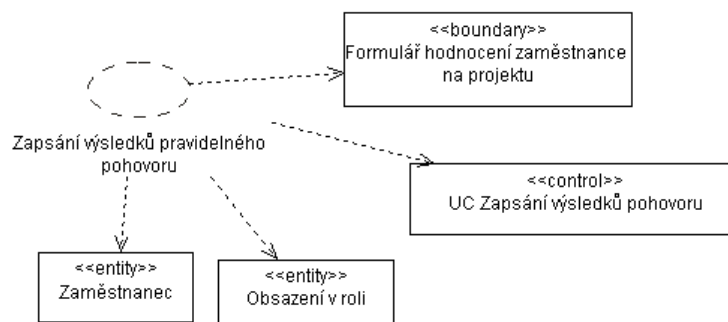 <<boundary>>
Formulář hodnocení zaměstnance
na projektu
Zapsání výsledků pravidelného
pohovoru
<<control>>
UC Zapsání výsledků pohovoru
<<entity>>
Zaměstnanec
<<entity>>
Obsazení v roli